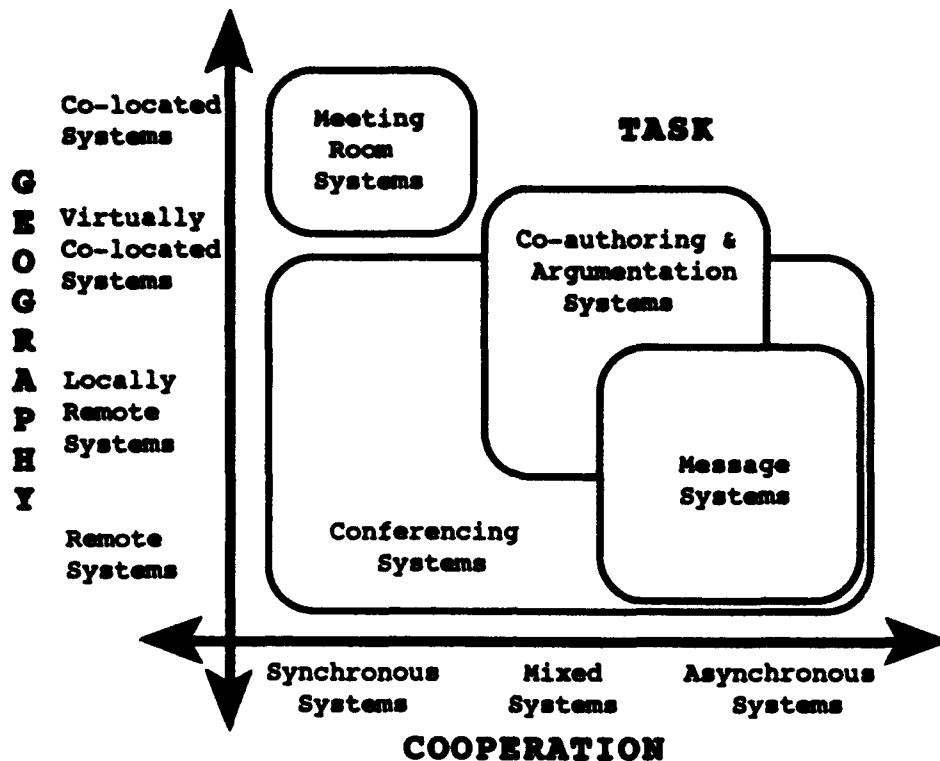 Co-located
Systems
Meeting
Room
Systems
TASK
GEOGRAPHY
Virtually
Co-located
Systems
Co-authoring &
Argumentation
Systems
Locally
Remote
Systems
Message
Systems
Conferencing
Systems
Remote
Systems
Synchronous
Systems
Mixed
Systems
Asynchronous
Systems
COOPERATION